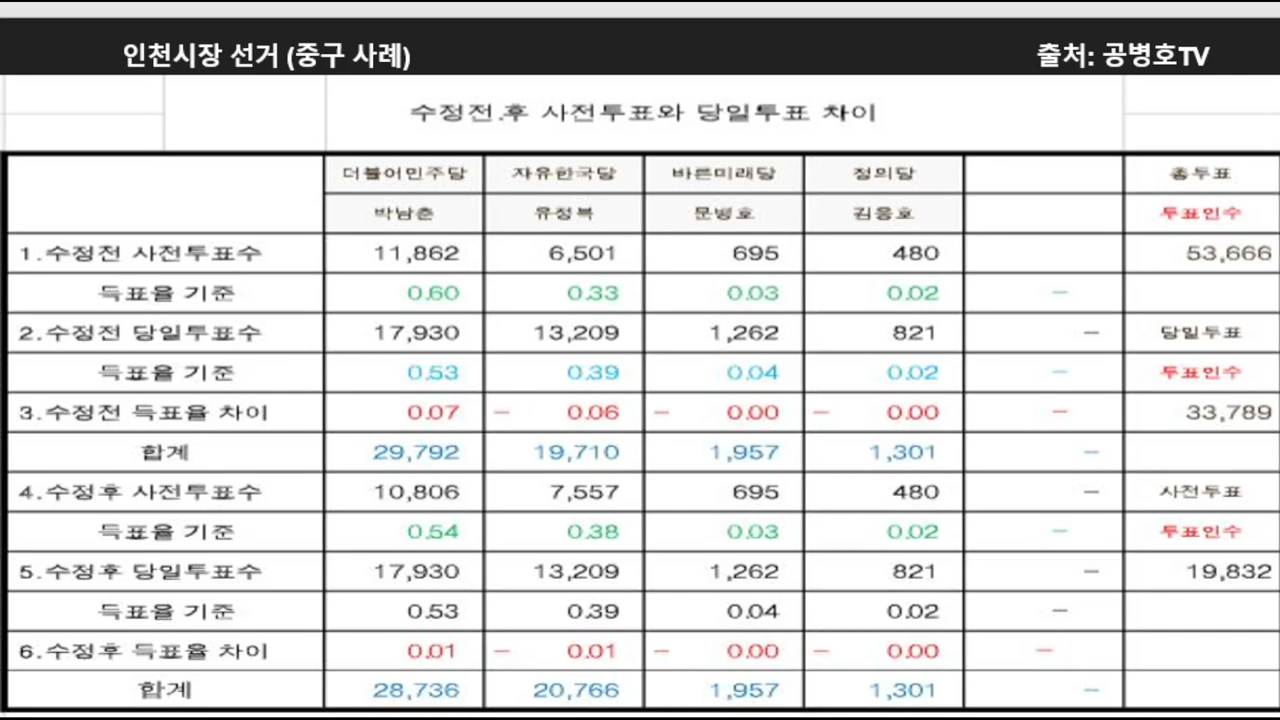 인천시장 선거 (중구 사례) 출처: 공병호TV
수정전.후 사전투표와 당일투표 차이
더불어민주당 자유한국당 바른미래당 정의당 총투표
박남춘 유정복 문병호 김응호 투표인수
1.수정전 사전투표수 11,862 6,501 695 480 53,666
득표율 기준 0.60 0.33 0.03 0.02 –
2.수정전 당일투표수 17,930 13,209 1,262 821 – 당일투표
득표율 기준 0.53 0.39 0.04 0.02 – 투표인수
3.수정전 득표율 차이 0.07 – 0.06 – 0.00 – 0.00 – 33,789
합계 29,792 19,710 1,957 1,301 –
4.수정후 사전투표수 10,806 7,557 695 480 – 사전투표
득표율 기준 0.54 0.38 0.03 0.02 – 투표인수
5.수정후 당일투표수 17,930 13,209 1,262 821 – 19,832
득표율 기준 0.53 0.39 0.04 0.02 –
6.수정후 득표율 차이 0.01 – 0.01 – 0.00 – 0.00 –
합계 28,736 20,766 1,957 1,301 –